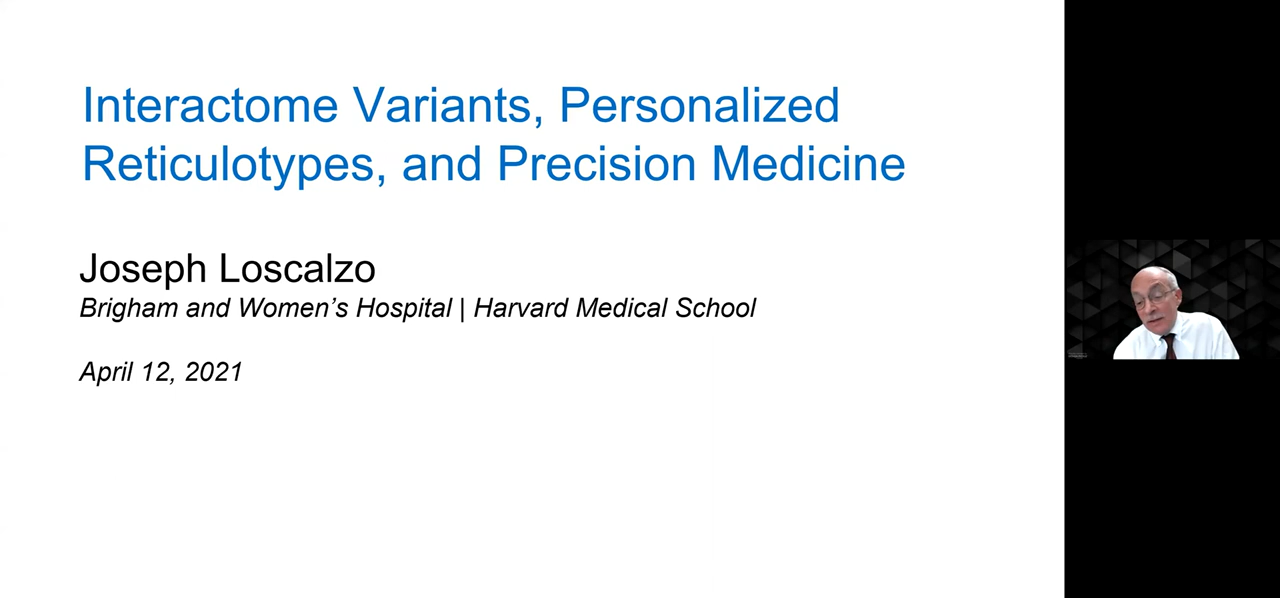 Interactome Variants, Personalized
Reticulotypes, and Precision Medicine
Joseph Loscalzo
Brigham and Women’s Hospital | Harvard Medical School
April 12, 2021